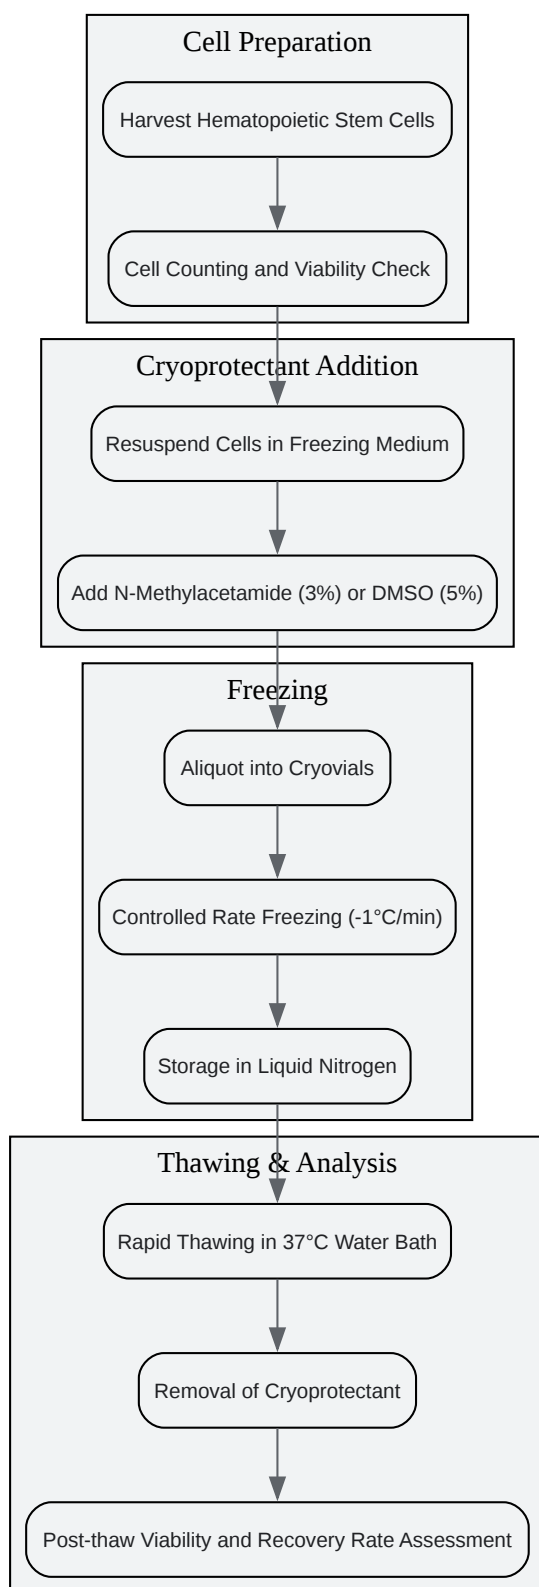 Cell Preparation
Harvest Hematopoietic Stem Cells
Cell Counting and Viability Check
Cryoprotectant Addition
Resuspend Cells in Freezing Medium
Add N-Methylacetamide (3%) or DMSO (5%)
Freezing
Aliquot into Cryovials
Controlled Rate Freezing (-1°C/min)
Storage in Liquid Nitrogen
Thawing & Analysis
Rapid Thawing in 37°C Water Bath
Removal of Cryoprotectant
Post-thaw Viability and Recovery Rate Assessment